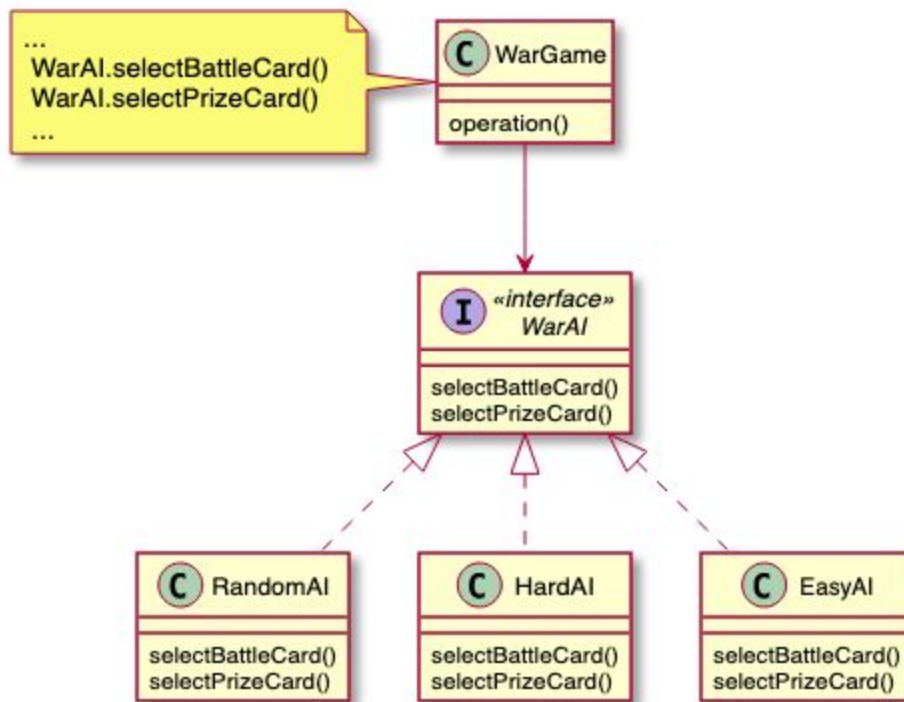 ...
WarAI.selectBattleCard()
WarAI.selectPrizeCard()
...
C WarGame
operation()
I «interface»
WarAI
selectBattleCard()
selectPrizeCard()
C RandomAI
selectBattleCard()
selectPrizeCard()
C HardAI
selectBattleCard()
selectPrizeCard()
C EasyAI
selectBattleCard()
selectPrizeCard()